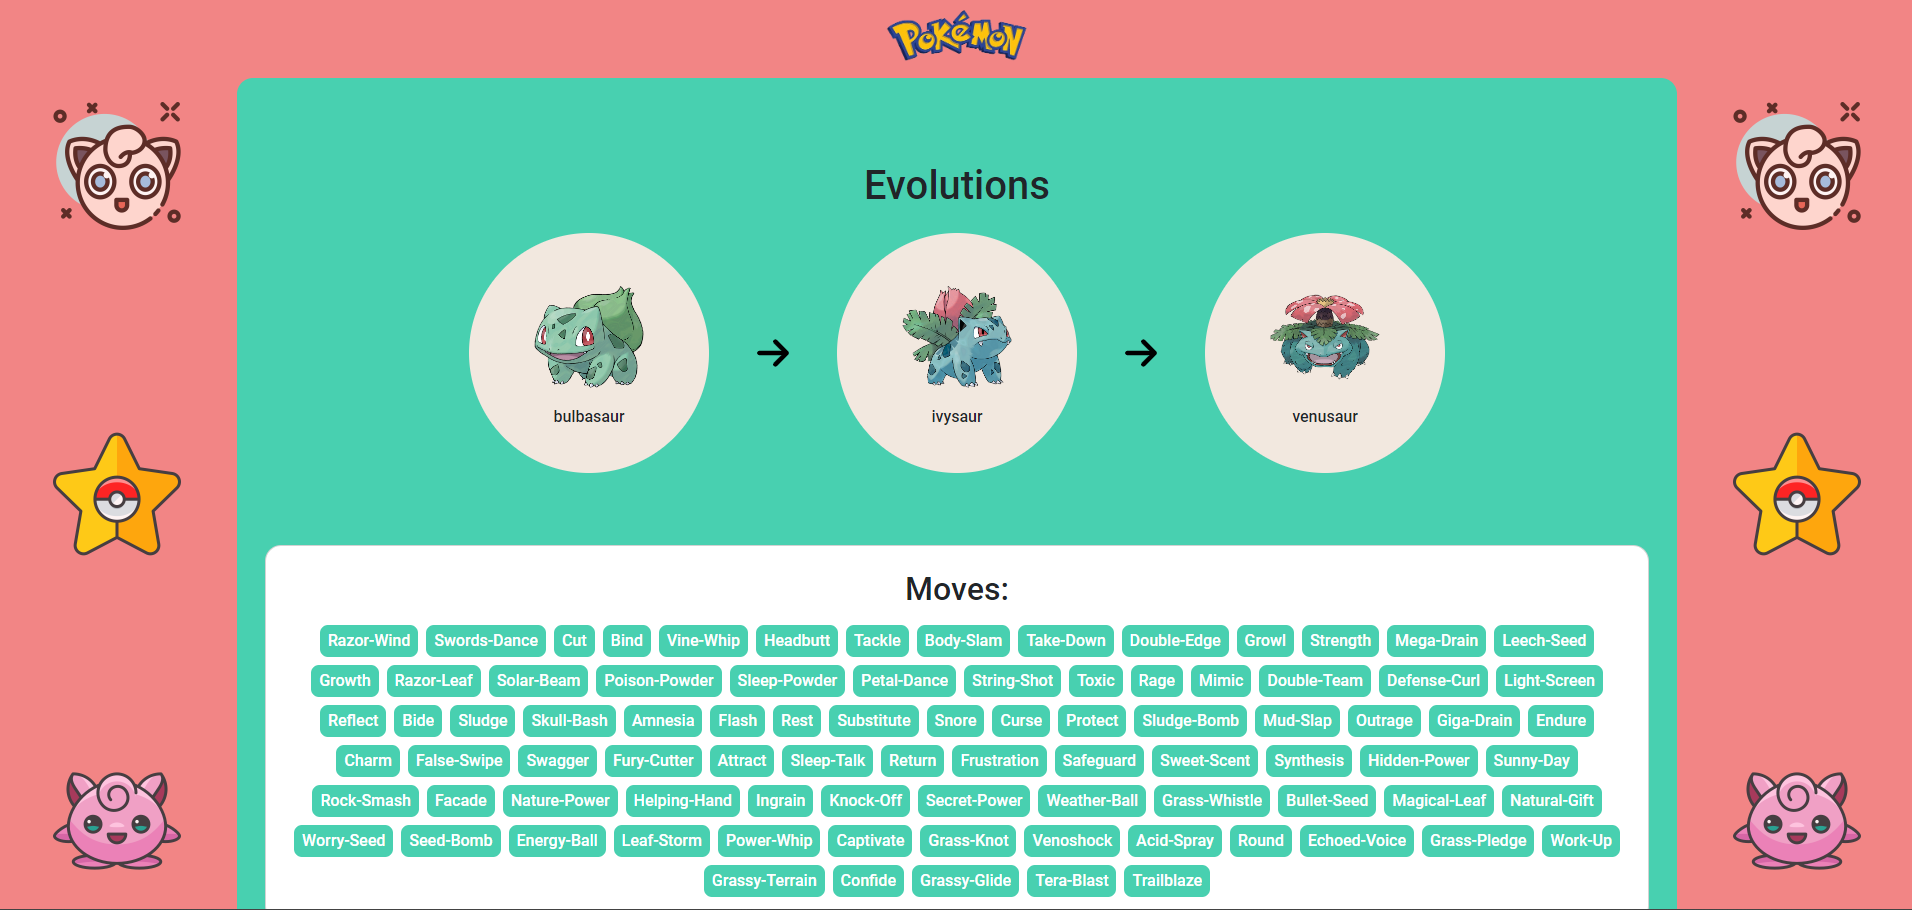 POKéMON
Evolutions
bulbasaur ivysaur venusaur
Moves:
Razor-Wind Swords-Dance Cut Bind Vine-Whip Headbutt Tackle Body-Slam Take-Down Double-Edge Growl Strength Mega-Drain Leech-Seed
Growth Razor-Leaf Solar-Beam Poison-Powder Sleep-Powder Petal-Dance String-Shot Toxic Rage Mimic Double-Team Defense-Curl Light-Screen
Reflect Bide Sludge Skull-Bash Amnesia Flash Rest Substitute Snore Curse Protect Sludge-Bomb Mud-Slap Outrage Giga-Drain Endure
Charm False-Swipe Swagger Fury-Cutter Attract Sleep-Talk Return Frustration Safeguard Sweet-Scent Synthesis Hidden-Power Sunny-Day
Rock-Smash Facade Nature-Power Helping-Hand Ingrain Knock-Off Secret-Power Weather-Ball Grass-Whistle Bullet-Seed Magical-Leaf Natural-Gift
Worry-Seed Seed-Bomb Energy-Ball Leaf-Storm Power-Whip Captivate Grass-Knot Venoshock Acid-Spray Round Echoed-Voice Grass-Pledge Work-Up
Grassy-Terrain Confide Grassy-Glide Tera-Blast Trailblaze